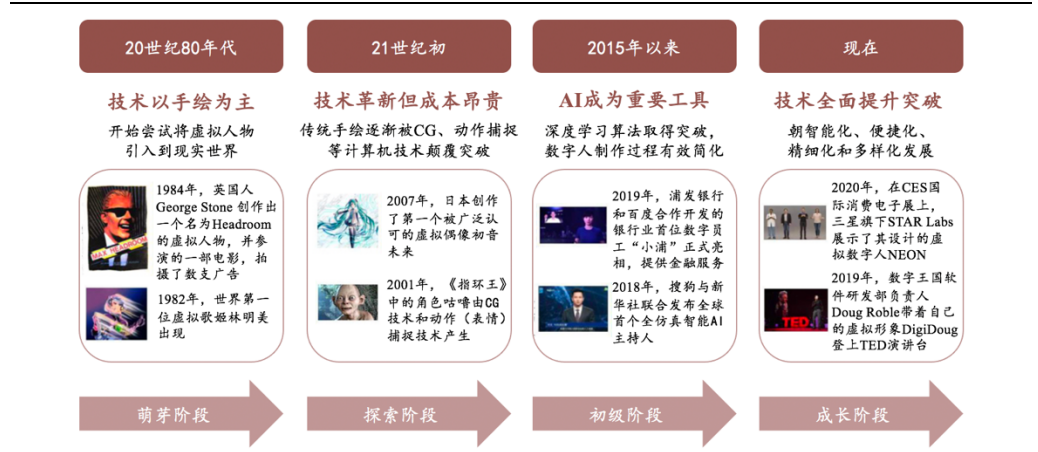 20世纪80年代
技术以手绘为主
开始尝试将虚拟人物
引入到现实世界
1984年，英国人
George Stone 创作出
一个名为Headroom
的虚拟人物，并参
演的一部电影，拍
摄了数支广告
MAX HEADROOM
1982年，世界第一
位虚拟歌姬林明美
出现
萌芽阶段
21世纪初
技术革新但成本昂贵
传统手绘逐渐被CG、动作捕捉
等计算机技术颠覆突破
2007年，日本创作
了第一个被广泛认
可的虚拟偶像初音
未来
2001年，《指环王》
中的角色咕噜由CG
技术和动作（表情）
捕捉技术产生
探索阶段
2015年以来
AI成为重要工具
深度学习算法取得突破，
数字人制作过程有效简化
2019年，浦发银行
和百度合作开发的
银行业首位数字员
工“小浦”正式亮
相，提供金融服务
2018年，搜狗与新
华社联合发布全球
首个全仿真智能AI
主持人
初级阶段
现在
技术全面提升突破
朝智能化、便捷化、
精细化和多样化发展
2020年，在CES国
际消费电子展上，
三星旗下STAR Labs
展示了其设计的虚
拟数字人NEON
2019年，数字王国软
件研发部负责人
Doug Roble带着自己
的虚拟形象DigiDoug
登上TED演讲台
TED
成长阶段